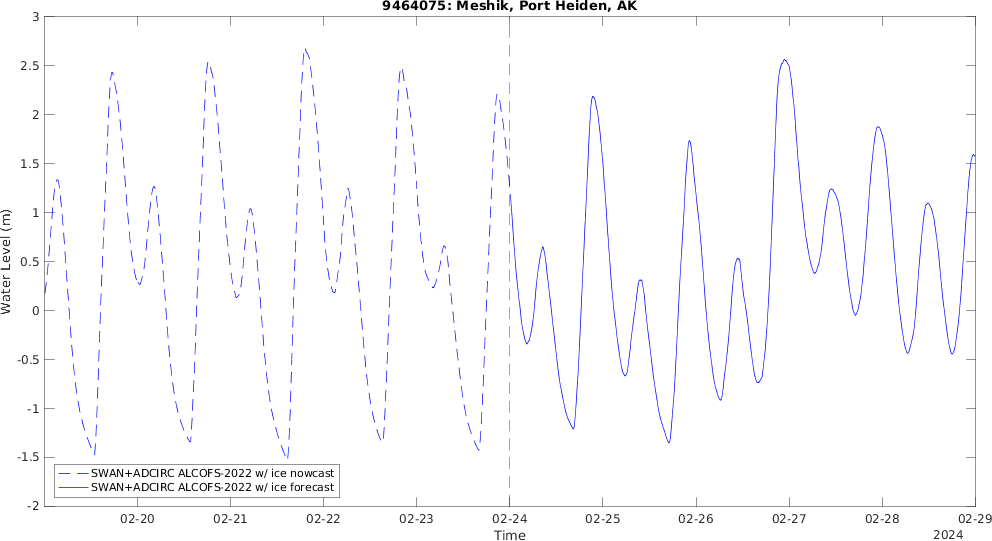 9464075: Meshik, Port Heiden, AK
3
2.5
2
1.5
1
0.5
0
-0.5
-1
-1.5
-2
Water Level (m)
SWAN+ADCIRC ALCOFS-2022 w/ ice nowcast
SWAN+ADCIRC ALCOFS-2022 w/ ice forecast
02-20 02-21 02-22 02-23 02-24 02-25 02-26 02-27 02-28 02-29
Time
2024